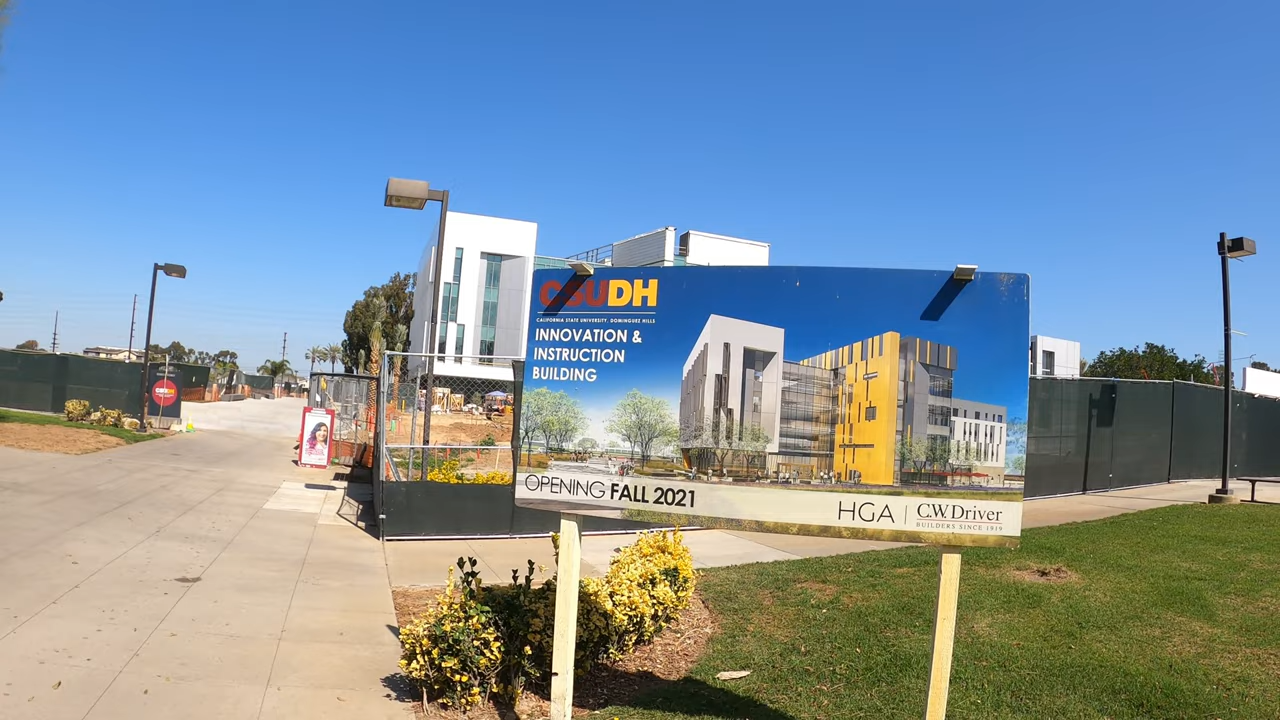 CSUDH
CALIFORNIA STATE UNIVERSITY, DOMINGUEZ HILLS
INNOVATION &
INSTRUCTION
BUILDING
OPENING FALL 2021
HGA | C.W. Driver
BUILDERS SINCE 1919